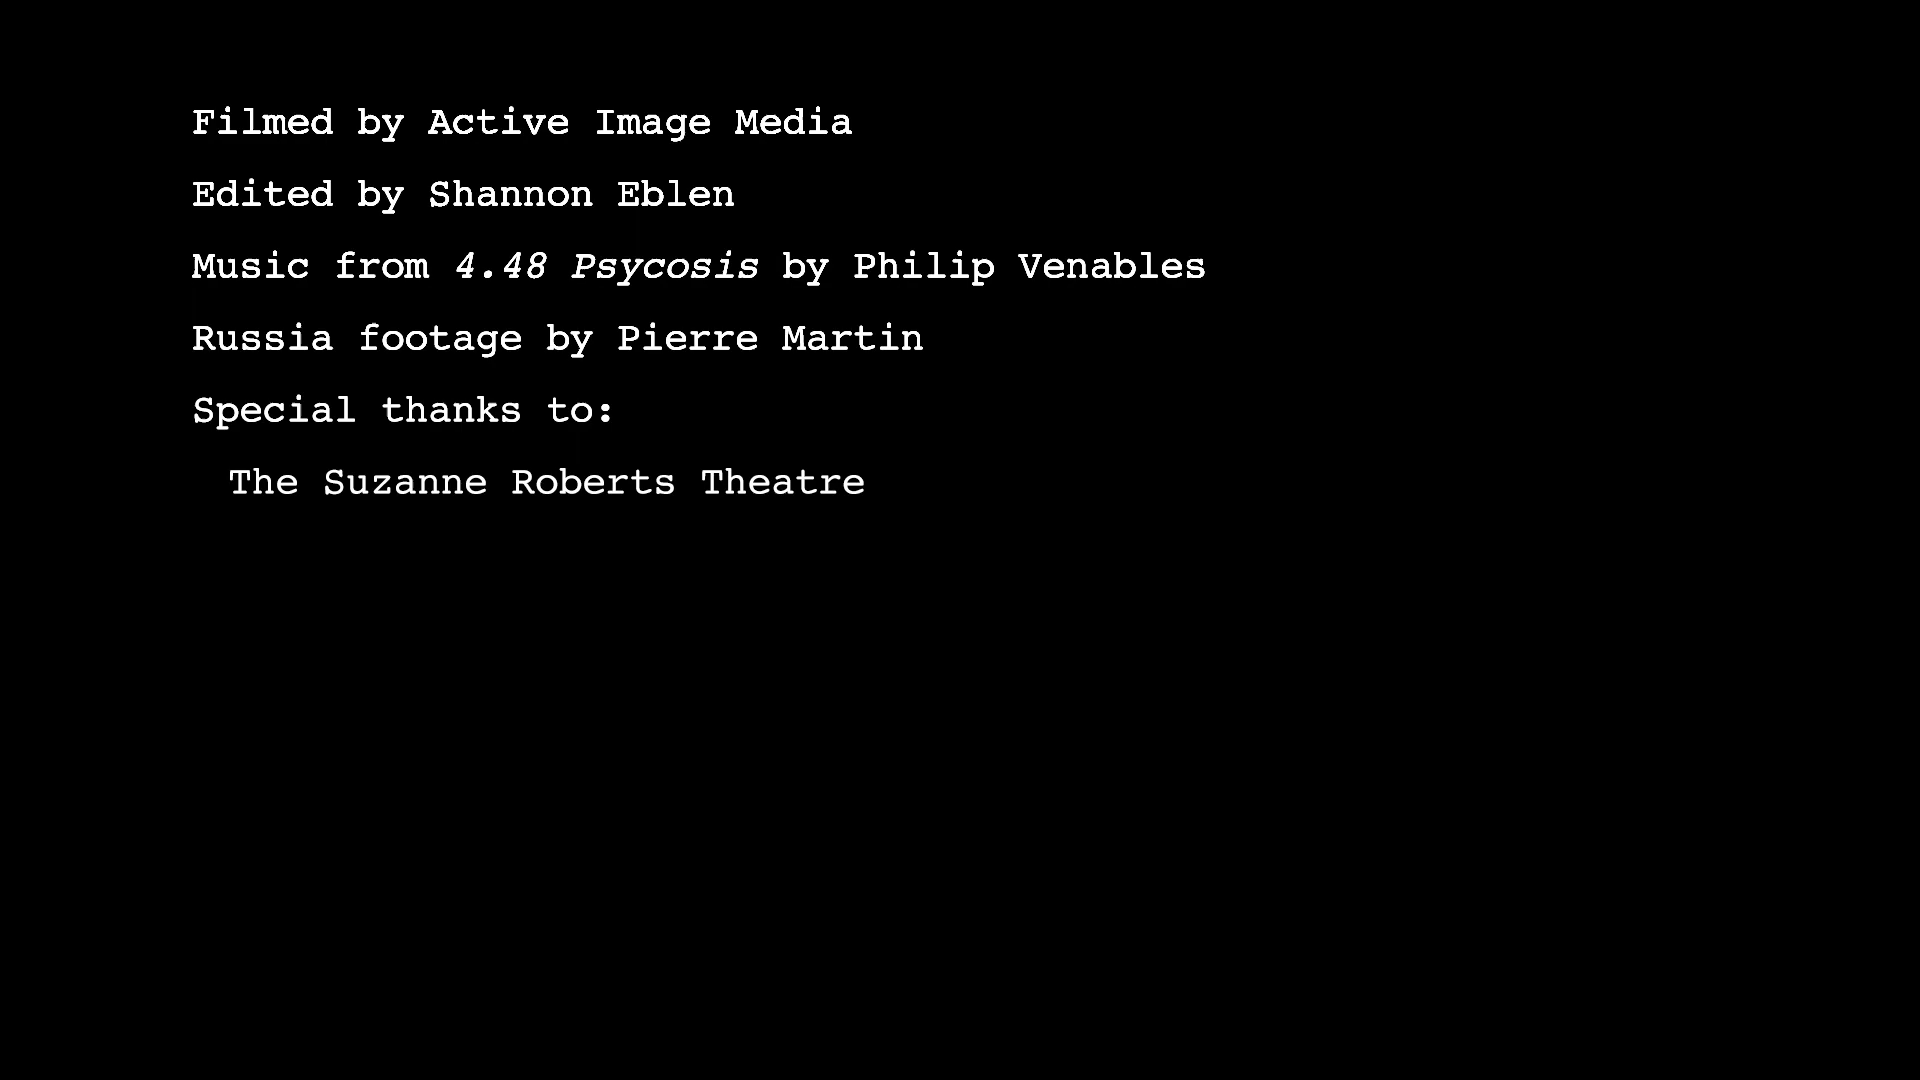 Filmed by Active Image Media
Edited by Shannon Eblen
Music from 4.48 Psycosis by Philip Venables
Russia footage by Pierre Martin
Special thanks to:
The Suzanne Roberts Theatre